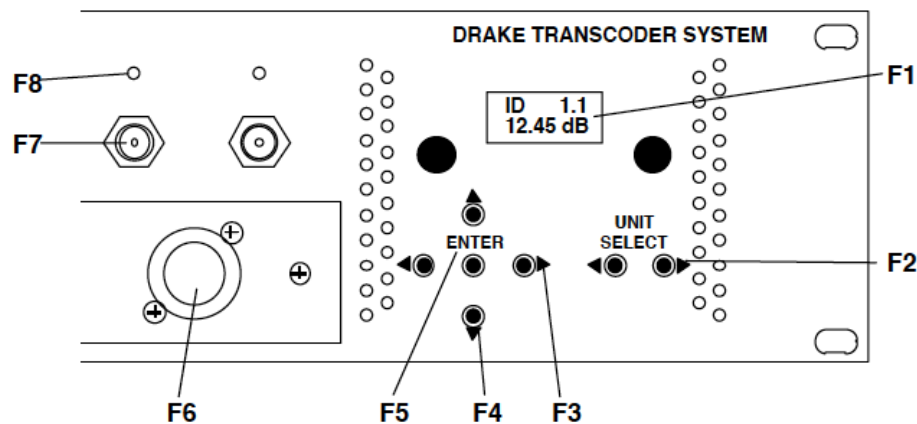 DRAKE TRANSCODER SYSTEM
F8
F1
ID 1.1
12.45 dB
F7
UNIT
SELECT
ENTER
F2
F6
F5
F4
F3